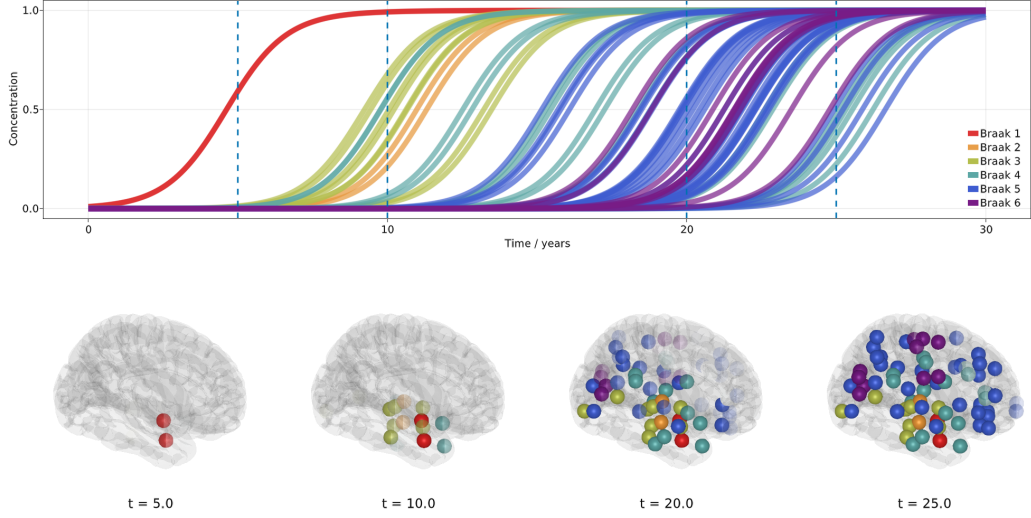 1.0
0.5
0.0
Concentration
0
10
20
30
Time / years
Braak 1
Braak 2
Braak 3
Braak 4
Braak 5
Braak 6
t = 5.0
t = 10.0
t = 20.0
t = 25.0